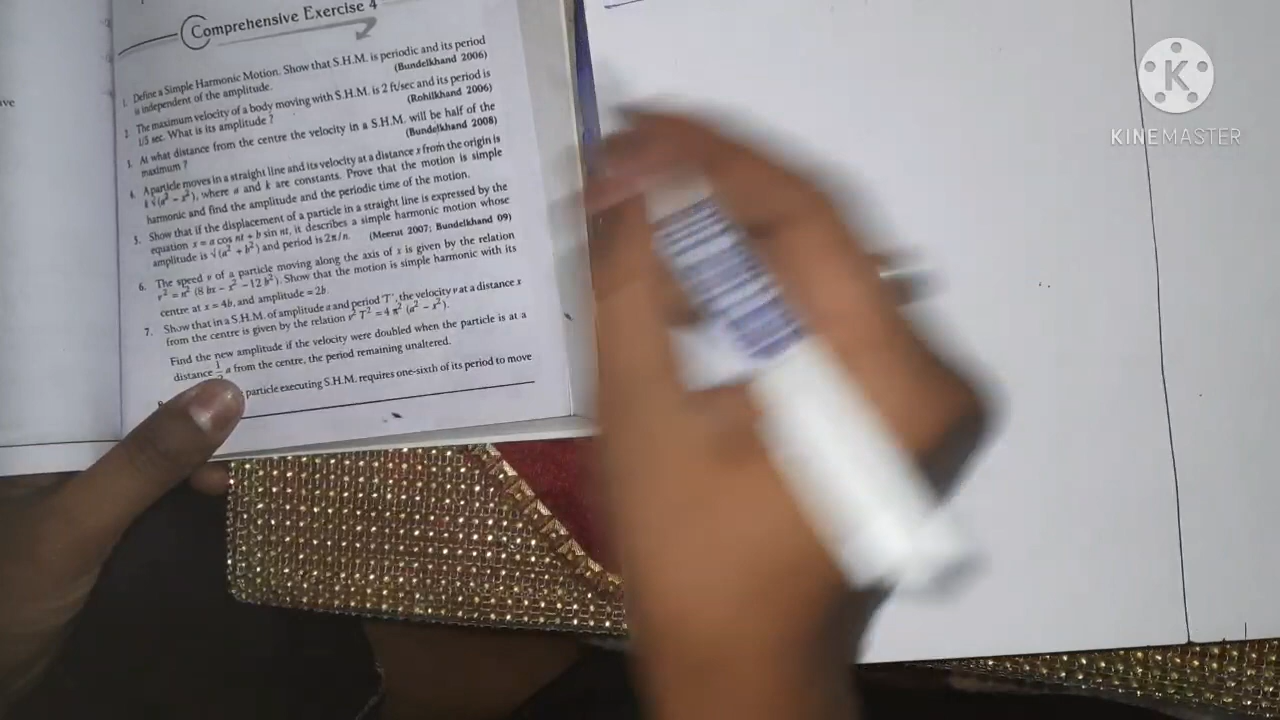 ve
Comprehensive Exercise 4
1. Define a Simple Harmonic Motion. Show that S.H.M. is periodic and its period
is independent of the amplitude.
(Bundelkhand 2006)
2. The maximum velocity of a body moving with S.H.M. is 2 ft/sec and its period is
1/5 sec. What is its amplitude ?
(Rohilkhand 2006)
3. At what distance from the centre the velocity in a S.H.M. will be half of the
maximum ?
(Bundelkhand 2008)
4. A particle moves in a straight line and its velocity at a distance x from the origin is
k √(a² − x²), where a and k are constants. Prove that the motion is simple
harmonic and find the amplitude and the periodic time of the motion.
5. Show that if the displacement of a particle in a straight line is expressed by the
equation x = a cos nt + b sin nt, it describes a simple harmonic motion whose
amplitude is √(a² + b²) and period is 2π/n. (Meerut 2007; Bundelkhand 09)
6. The speed v of a particle moving along the axis of x is given by the relation
v² = n² (8 bx − x² − 12 b²). Show that the motion is simple harmonic with its
centre at x = 4b, and amplitude = 2b.
7. Show that in a S.H.M. of amplitude a and period 'T', the velocity v at a distance x
from the centre is given by the relation v² T² = 4 π² (a² − x²).
Find the new amplitude if the velocity were doubled when the particle is at a
distance a from the centre, the period remaining unaltered.
particle executing S.H.M. requires one-sixth of its period to move
K
KINEMASTER